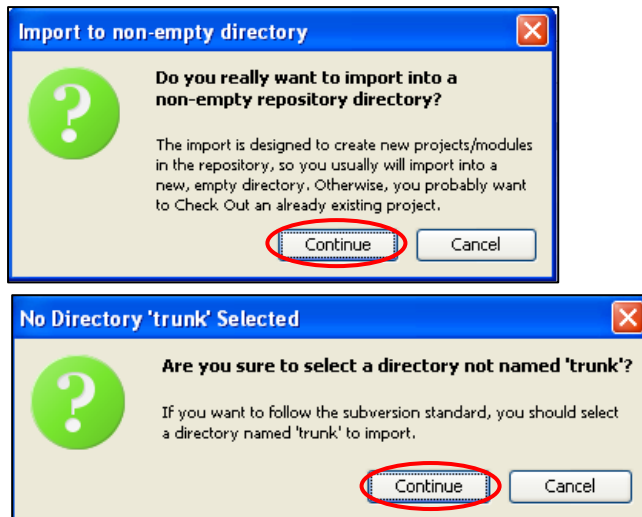 Import to non-empty directory
Do you really want to import into a
non-empty repository directory?
The import is designed to create new projects/modules
in the repository, so you usually will import into a
new, empty directory. Otherwise, you probably want
to Check Out an already existing project.
Continue
Cancel
No Directory 'trunk' Selected
Are you sure to select a directory not named 'trunk'?
If you want to follow the subversion standard, you should select
a directory named 'trunk' to import.
Continue
Cancel